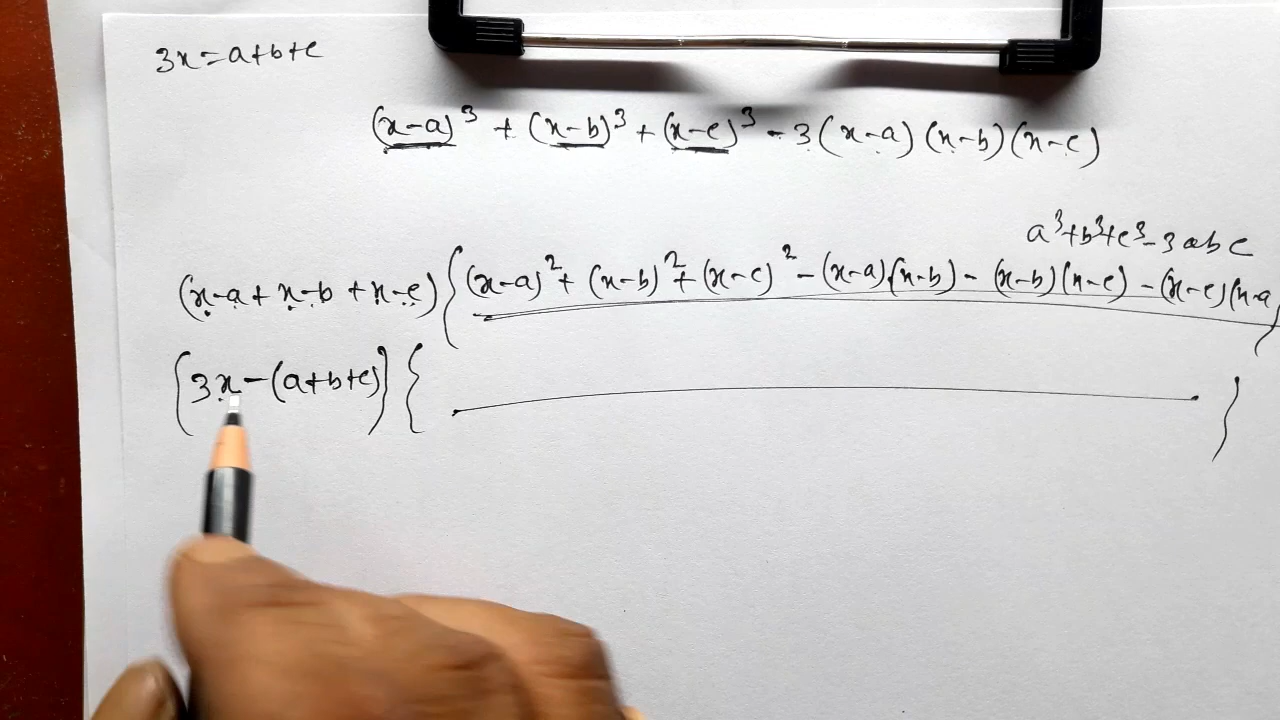 3x=a+b+c
(x-a)³ + (x-b)³ + (x-c)³ - 3(x-a)(x-b)(x-c)
a³+b³+c³-3abc
(x-a+x-b+x-c){(x-a)²+(x-b)²+(x-c)²-(x-a)(x-b)-(x-b)(x-c)-(x-c)(x-a}
[3x-(a+b+c)]{ }